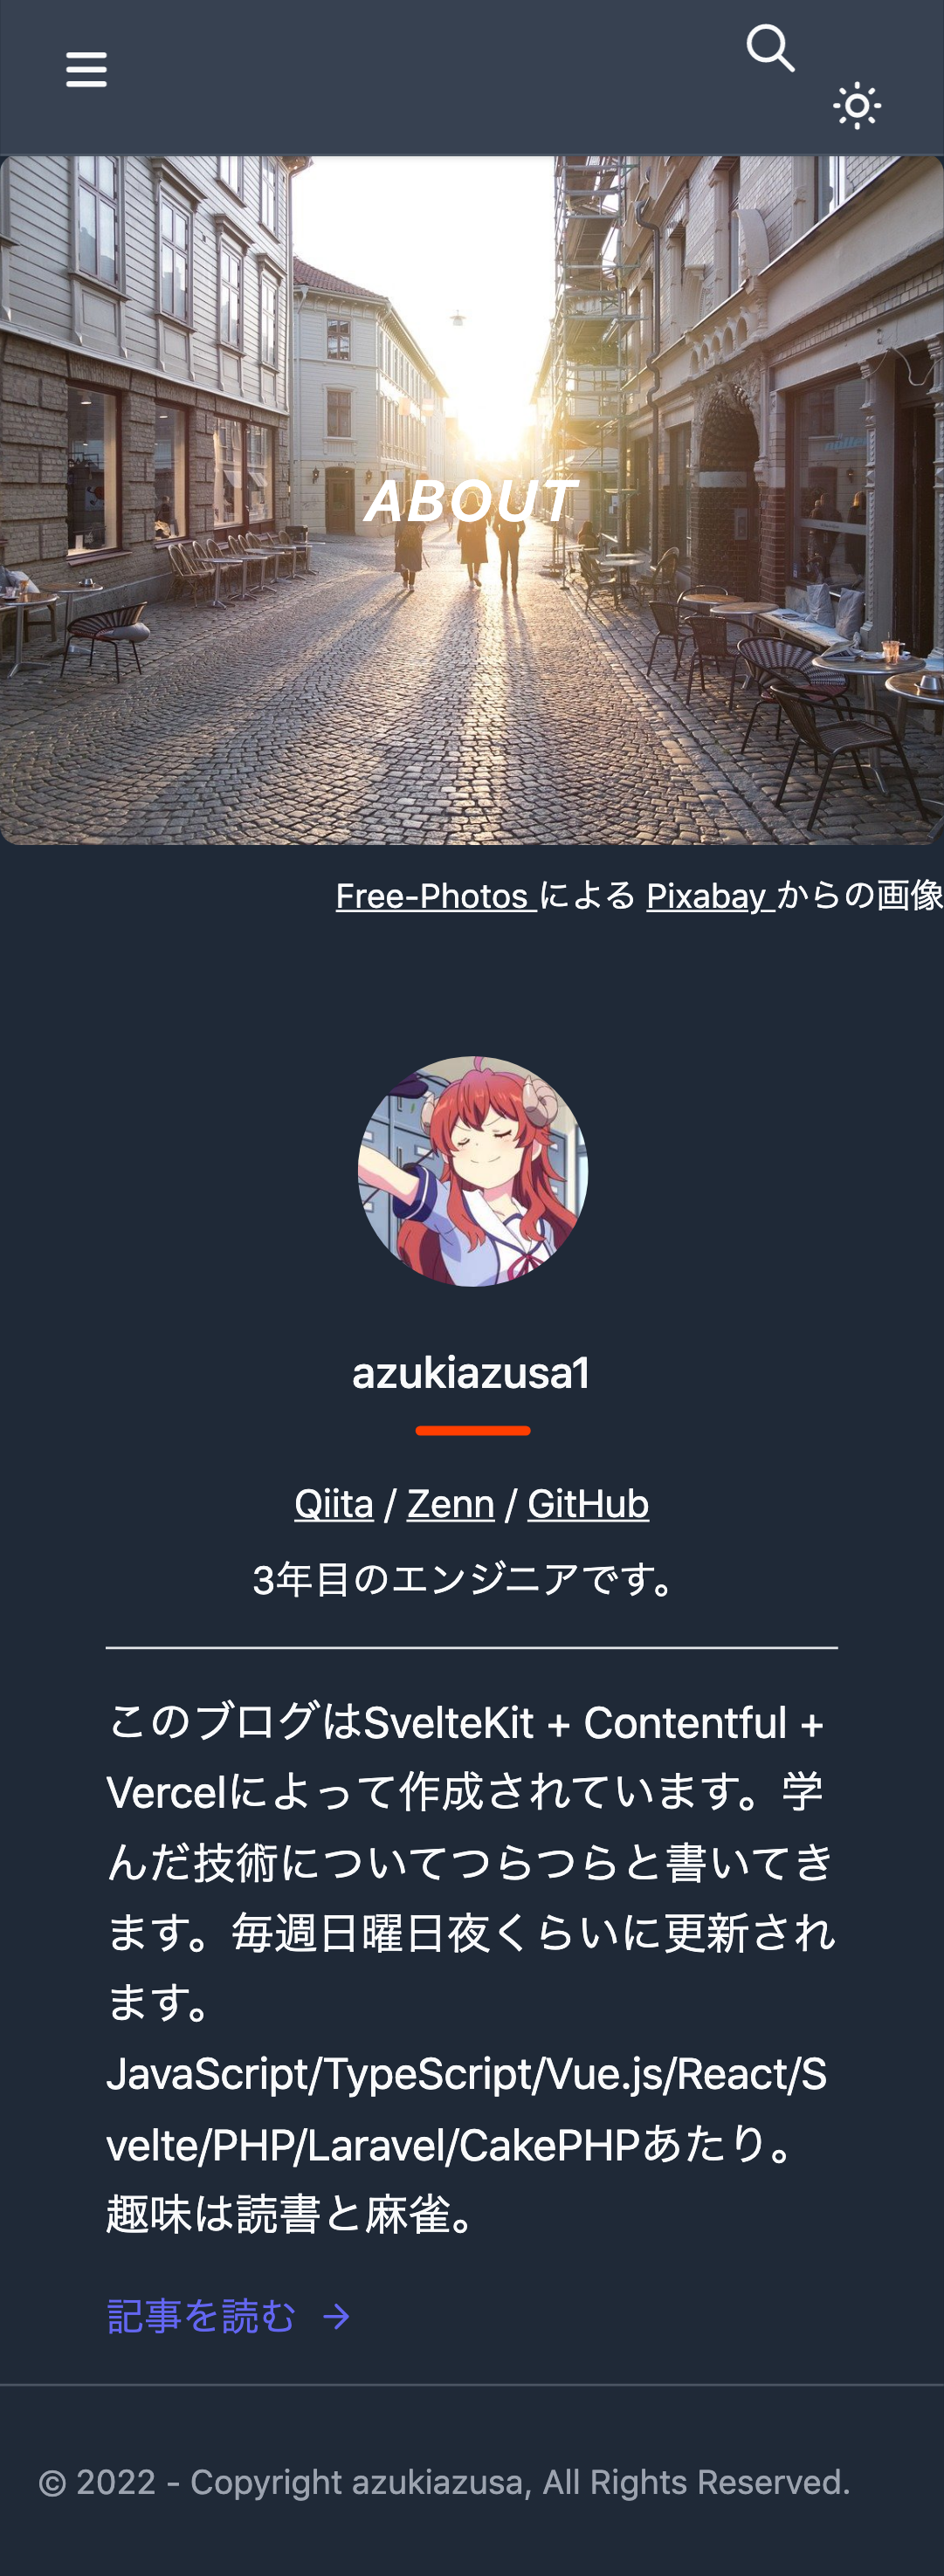 ABOUT
Free-Photos による Pixabay からの画像
azukiazusa1
Qiita / Zenn / GitHub
3年目のエンジニアです。
このブログはSvelteKit + Contentful +
Vercelによって作成されています。学
んだ技術についてつらつらと書いてき
ます。毎週日曜日夜くらいに更新され
ます。
JavaScript/TypeScript/Vue.js/React/S
velte/PHP/Laravel/CakePHPあたり。
趣味は読書と麻雀。
記事を読む →
© 2022 - Copyright azukiazusa, All Rights Reserved.